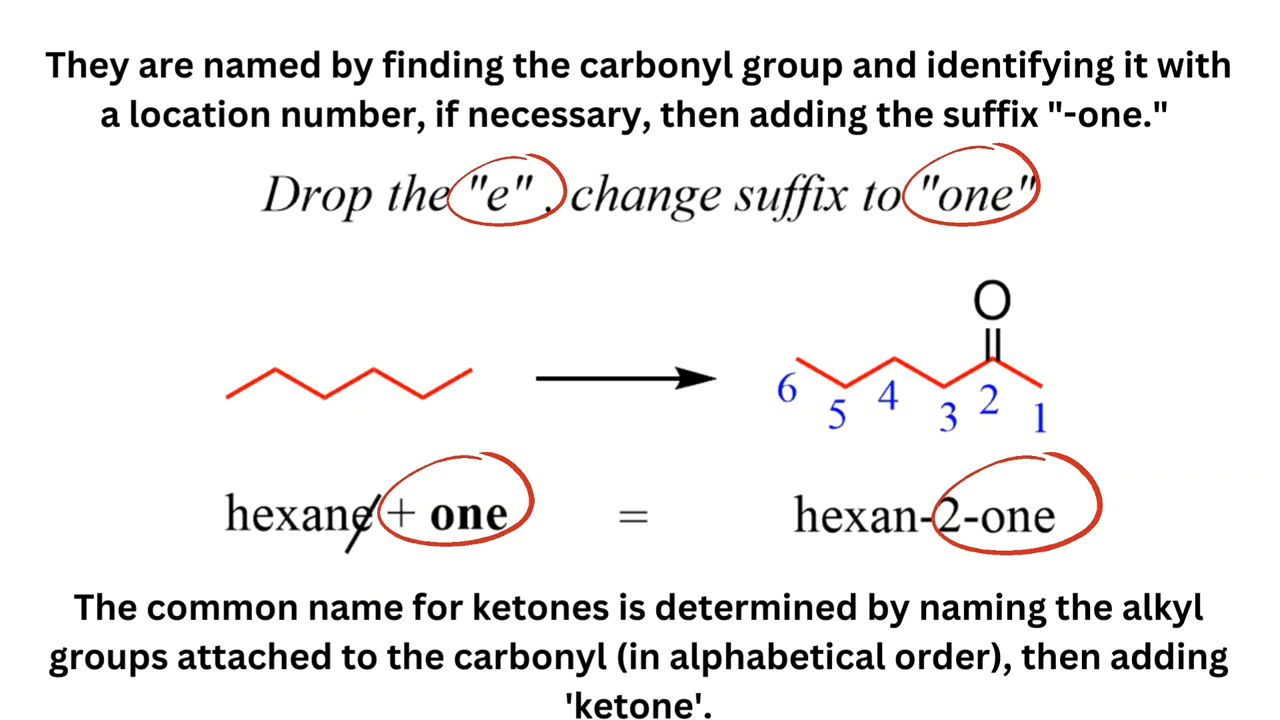 They are named by finding the carbonyl group and identifying it with
a location number, if necessary, then adding the suffix "-one."
Drop the "e" , change suffix to "one"
O
6 5 4 3 2 1
hexane + one = hexan-2-one
The common name for ketones is determined by naming the alkyl
groups attached to the carbonyl (in alphabetical order), then adding
'ketone'.